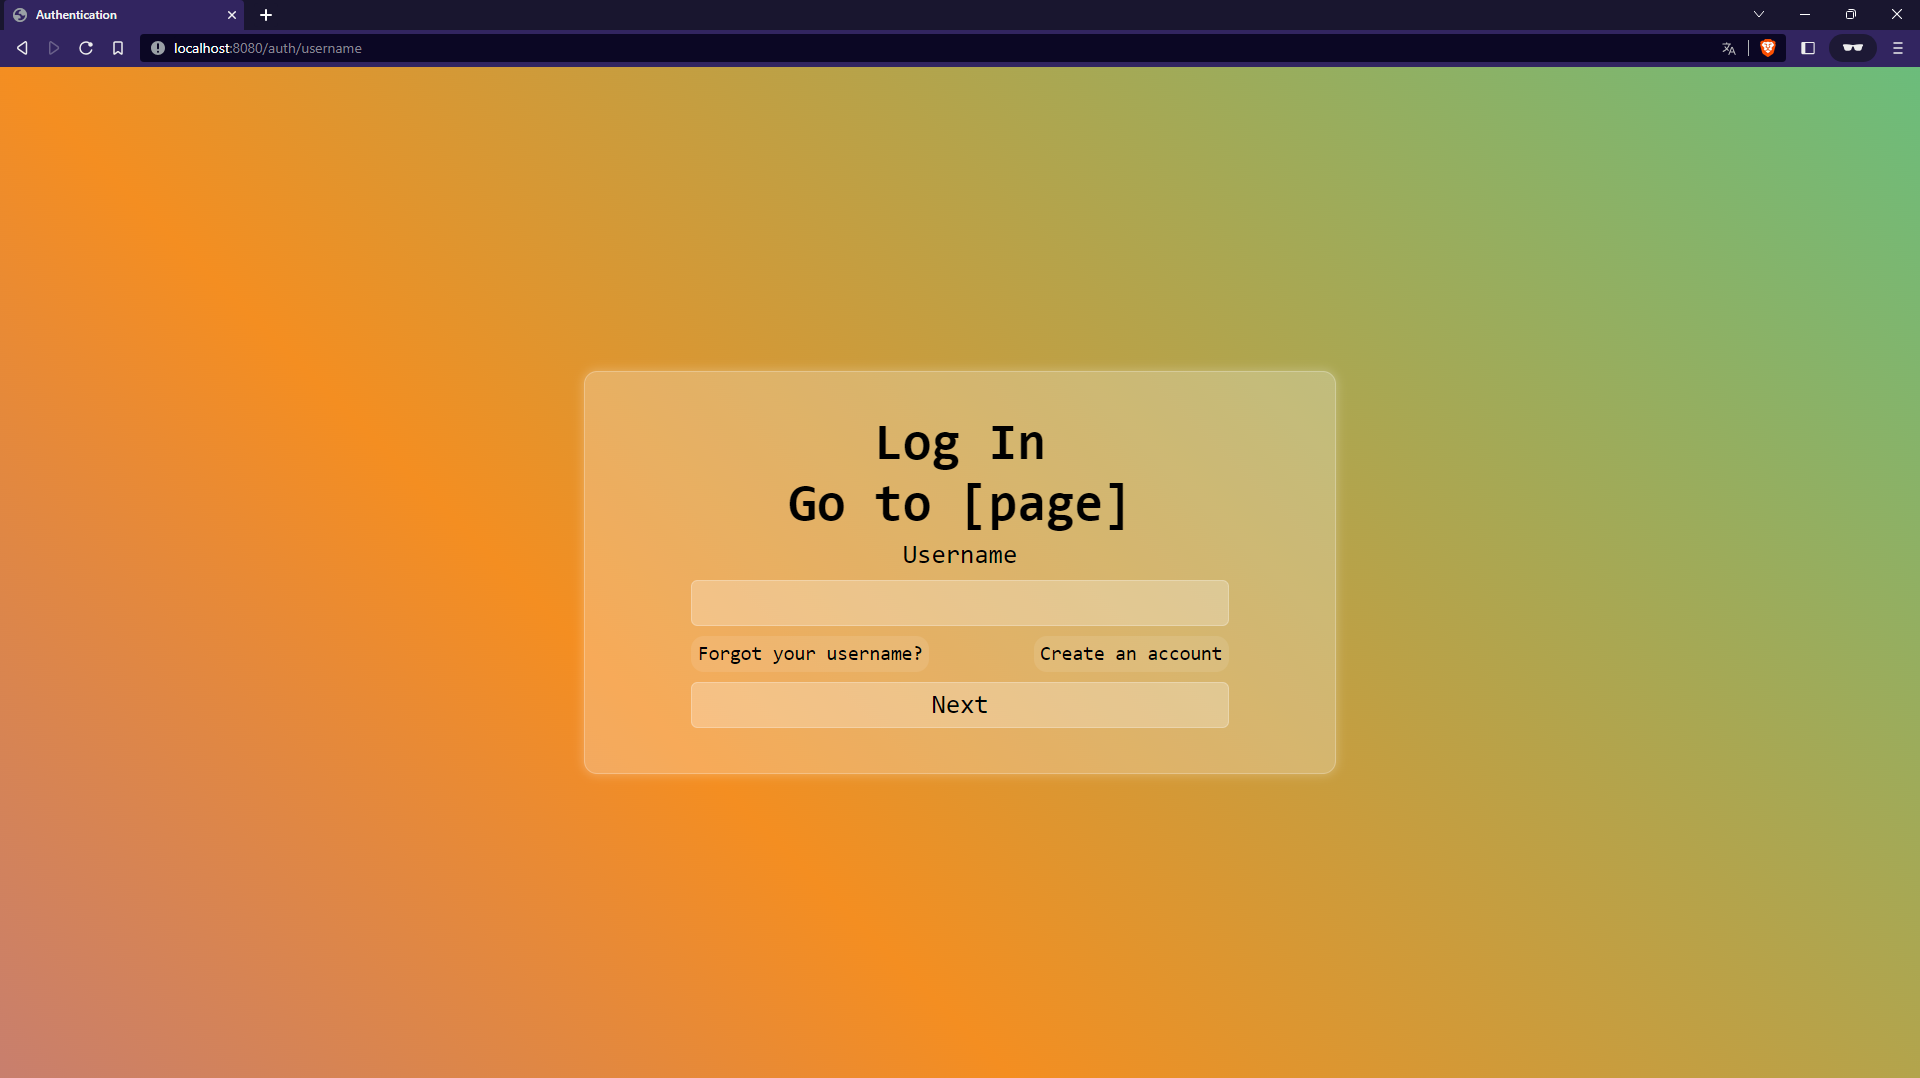 Authentication
localhost:8080/auth/username
Log In
Go to [page]
Username
Forgot your username?
Create an account
Next